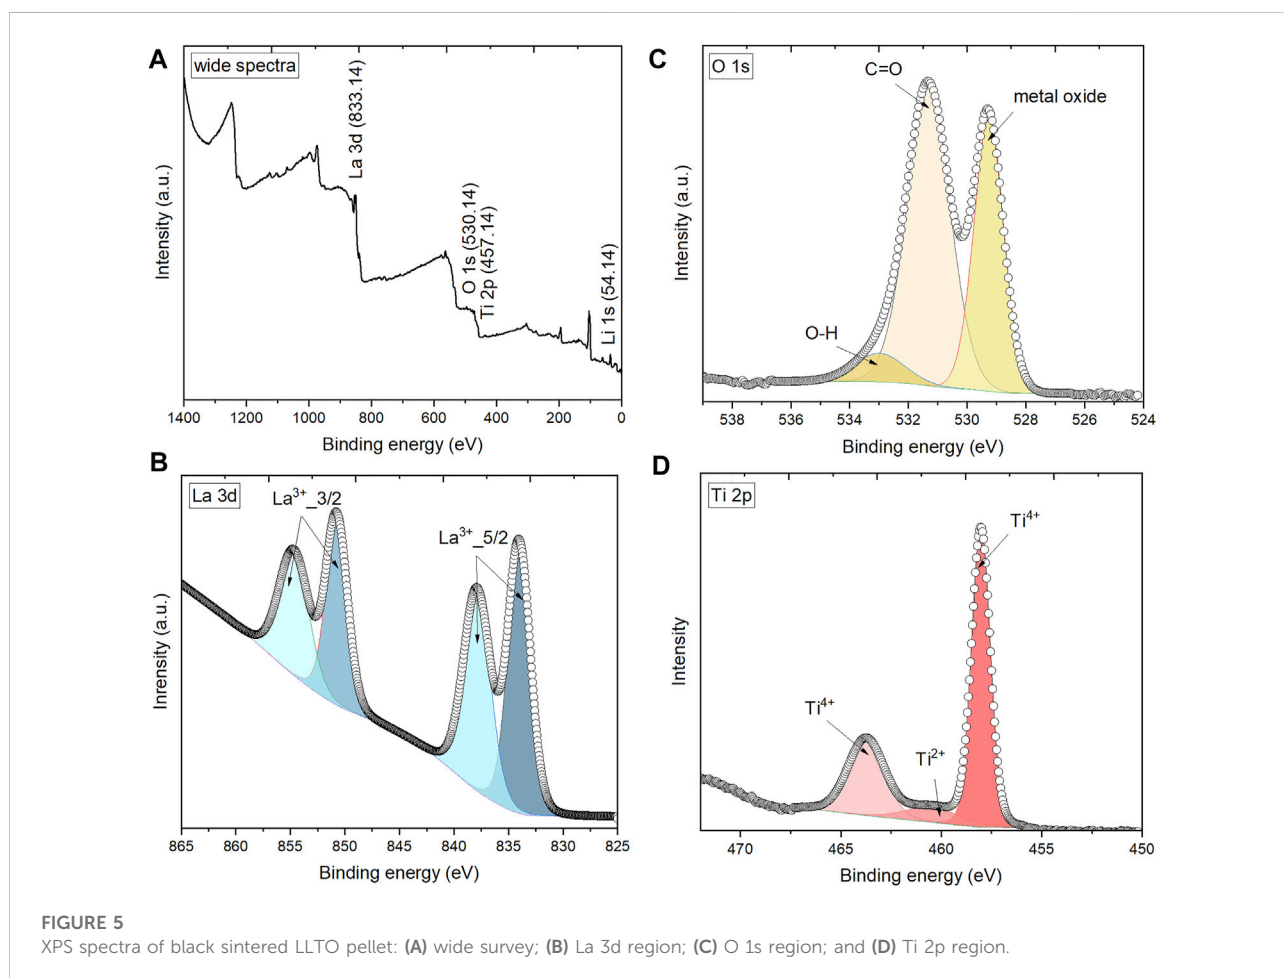 A
wide spectra
La 3d (833.14)
O 1s (530.14)
Ti 2p (457.14)
Li 1s (54.14)
Intensity (a.u.)
1400 1200 1000 800 600 400 200 0
Binding energy (eV)
B
La 3d
La³⁺_3/2
La³⁺_5/2
Inrensity (a.u.)
865 855 850 845 840 835 830 825
Binding energy (eV)
C
O 1s
C=O
metal oxide
O-H
Intensity (a.u.)
538 536 534 532 530 528 526 524
Binding energy (eV)
D
Ti 2p
Ti⁴⁺
Ti⁴⁺
Ti²⁺
Intensity
470 465 460 455 450
Binding energy (eV)
FIGURE 5
XPS spectra of black sintered LLTO pellet: (A) wide survey; (B) La 3d region; (C) O 1s region; and (D) Ti 2p region.